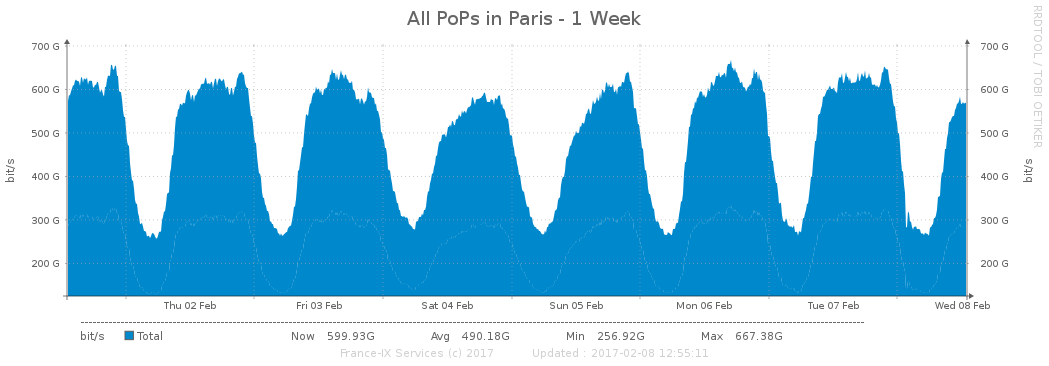 All PoPs in Paris - 1 Week
RRDTOOL / TOBI OETIKER
700 G 700 G
600 G 600 G
500 G 500 G
400 G 400 G
300 G 300 G
200 G 200 G
bit/s bit/s
Thu 02 Feb Fri 03 Feb Sat 04 Feb Sun 05 Feb Mon 06 Feb Tue 07 Feb Wed 08 Feb
bit/s Total Now 599.93G Avg 490.18G Min 256.92G Max 667.38G
France-IX Services (c) 2017 Updated : 2017-02-08 12:55:11